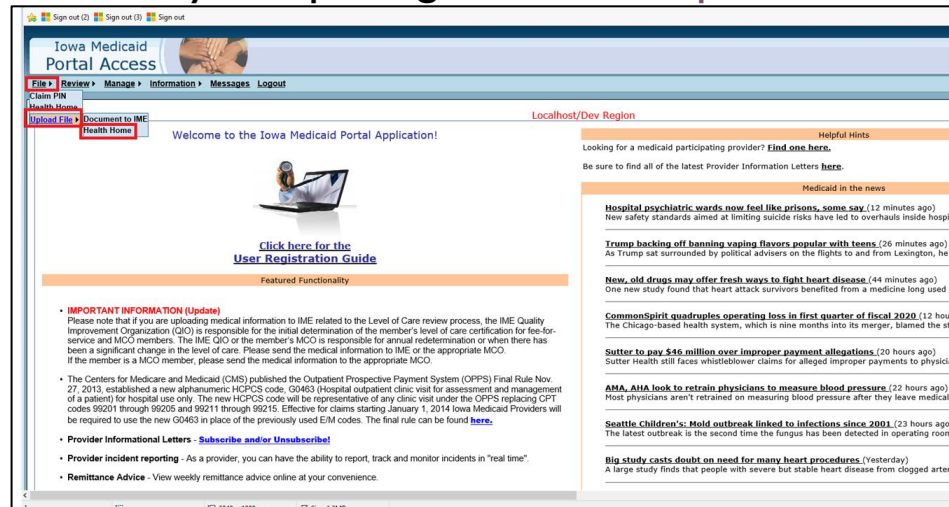 Sign out (2) Sign out (3) Sign out
Iowa Medicaid
Portal Access
File Review Manage Information Messages Logout
Claim PIN
Health Home
Upload File Document to IME
Health Home
Localhost/Dev Region
Welcome to the Iowa Medicaid Portal Application!
Click here for the
User Registration Guide
Featured Functionality
• IMPORTANT INFORMATION (Update)
Please note that if you are uploading medical information to IME related to the Level of Care review process, the IME Quality
Improvement Organization (QIO) is responsible for the initial determination of the member's level of care certification for fee-for-
service and MCO members. The IME QIO or the member's MCO is responsible for annual redetermination or when there has
been a significant change in the level of care. Please send the medical information to IME or the appropriate MCO.
If the member is a MCO member, please send the medical information to the appropriate MCO.
• The Centers for Medicare and Medicaid (CMS) published the Outpatient Prospective Payment System (OPPS) Final Rule Nov.
27, 2013, established a new alphanumeric HCPCS code, G0463 (Hospital outpatient clinic visit for assessment and management
of a patient) for hospital use only. The new HCPCS code will be representative of any clinic visit under the OPPS replacing CPT
codes 99201 through 99205 and 99211 through 99215. Effective for claims starting January 1, 2014 Iowa Medicaid Providers will
be required to use the new G0463 in place of the previously used E/M codes. The final rule can be found here.
• Provider Informational Letters - Subscribe and/or Unsubscribe!
• Provider incident reporting - As a provider, you can have the ability to report, track and monitor incidents in "real time".
• Remittance Advice - View weekly remittance advice online at your convenience.
Helpful Hints
Looking for a medicaid participating provider? Find one here.
Be sure to find all of the latest Provider Information Letters here.
Medicaid in the news
Hospital psychiatric wards now feel like prisons, some say (12 minutes ago)
New safety standards aimed at limiting suicide risks have led to overhauls inside hospi
Trump backing off banning vaping flavors popular with teens (26 minutes ago)
As Trump sat surrounded by political advisers on the flights to and from Lexington, he
New, old drugs may offer fresh ways to fight heart disease (44 minutes ago)
One new study found that heart attack survivors benefited from a medicine long used
CommonSpirit quadruples operating loss in first quarter of fiscal 2020 (12 hou
The Chicago-based health system, which is nine months into its merger, blamed the s
Sutter to pay $46 million over improper payment allegations (20 hours ago)
Sutter Health still faces whistleblower claims for alleged improper payments to physici
AMA, AHA look to retrain physicians to measure blood pressure (22 hours ago)
Most physicians aren't retrained on measuring blood pressure after they leave medical
Seattle Children's: Mold outbreak linked to infections since 2001 (23 hours ago
The latest outbreak is the second time the fungus has been detected in operating room
Big study casts doubt on need for many heart procedures (Yesterday)
A large study finds that people with severe but stable heart disease from clogged arter